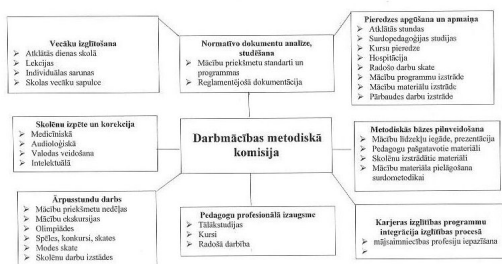 Vecāku izglītošana
Atklātās dienas skolā
Lekcijas
Individuālas sarunas
Skolas vecāku sapulce
Normatīvo dokumentu analīze,
studēšana
Mācību priekšmetu standarti un
programmas
Reglamentējošā dokumentācija
Pieredzes apgūšana un apmaiņa
Atklātās stundas
Surdopedagoģijas studijas
Kursu pieredze
Hospitācija
Radošo darbu skate
Mācību programmu izstrāde
Mācību materiālu izstrāde
Pārbaudes darbu izstrāde
Skolēnu izpēte un korekcija
Medicīniskā
Audioloģiskā
Valodas veidošana
Intelektuālā
Darbmācības metodiskā
komisija
Metodiskās bāzes pilnveidošana
Mācību līdzekļu iegāde, prezentācija
Pedagogu pašgatavotie materiāli
Skolēnu izstrādātie materiāli
Mācību materiāla pielāgošana
surdometodikai
Ārpusstundu darbs
Mācību priekšmetu nedēļas
Mācību ekskursijas
Olimpiādes
Spēles, konkursi, skates
Modes skate
Skolēnu darbu izstādes
Pedagogu profesionālā izaugsme
Tālākstudijas
Kursi
Radošā darbība
Karjeras izglītības programmu
integrācija izglītības procesā
mājsaimniecības profesiju iepazīšana